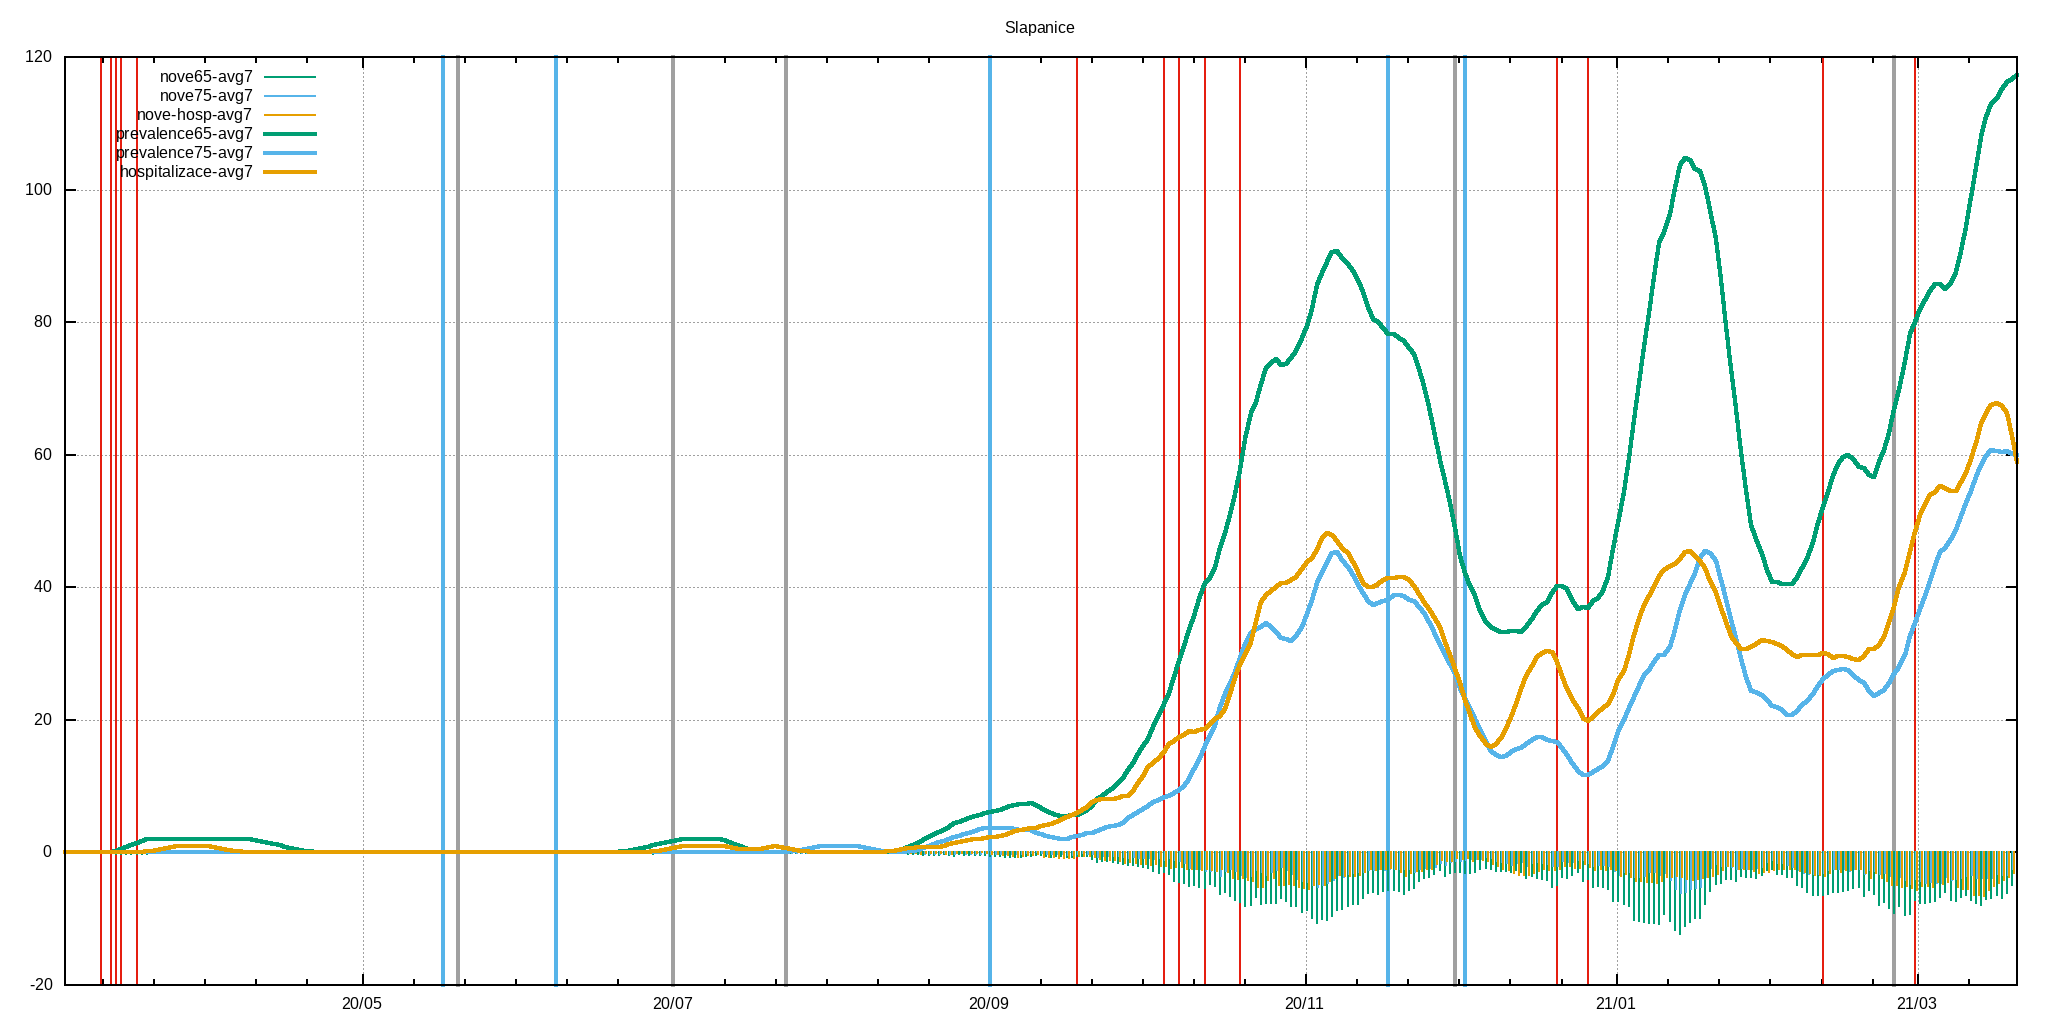 Slapanice
120
100
80
60
40
20
0
-20
nove65-avg7
nove75-avg7
nove-hosp-avg7
prevalence65-avg7
prevalence75-avg7
hospitalizace-avg7
20/05 20/07 20/09 20/11 21/01 21/03